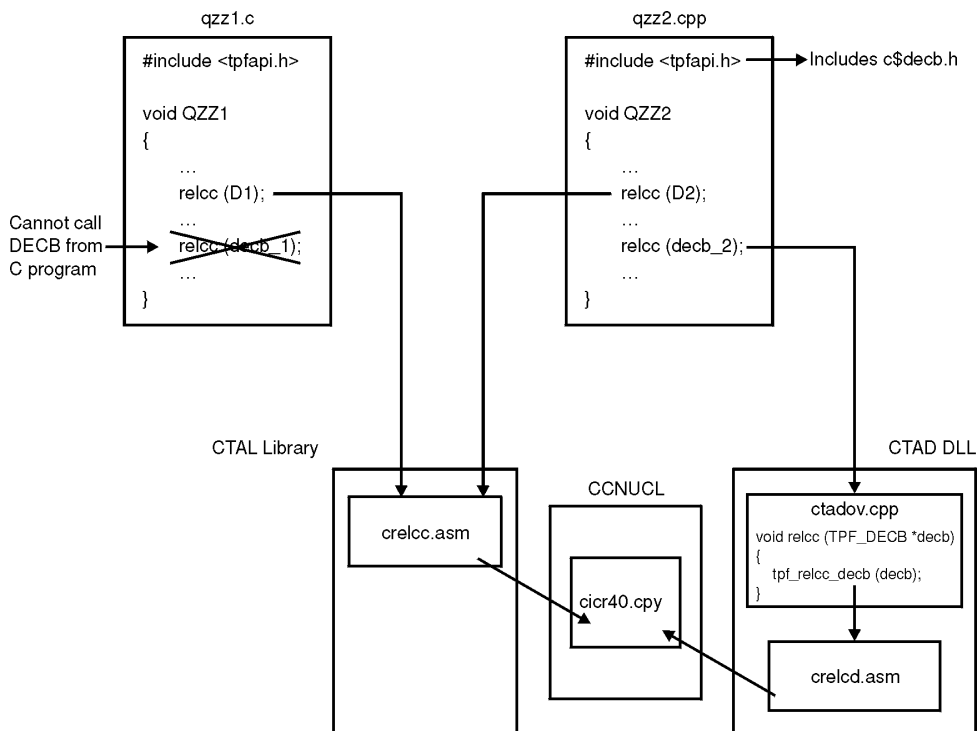 qzz1.c
#include <tpfapi.h>
void QZZ1
{
...
relcc (D1);
...
relcc (decb_1);
...
}
Cannot call
DECB from
C program
qzz2.cpp
#include <tpfapi.h>
Includes c$decb.h
void QZZ2
{
...
relcc (D2);
...
relcc (decb_2);
...
}
CTAL Library
crelcc.asm
CCNUCL
cicr40.cpy
CTAD DLL
ctadov.cpp
void relcc (TPF_DECB *decb)
{
tpf_relcc_decb (decb);
}
crelcd.asm